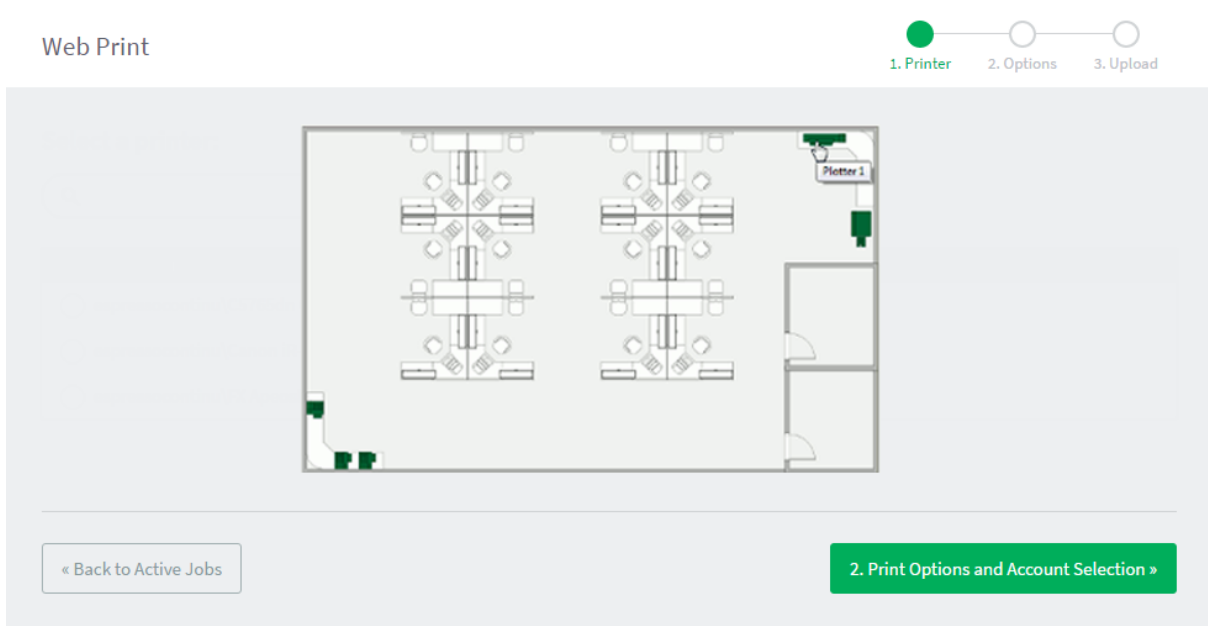 Web Print
1. Printer
2. Options
3. Upload
Plotter 1
« Back to Active Jobs
2. Print Options and Account Selection »